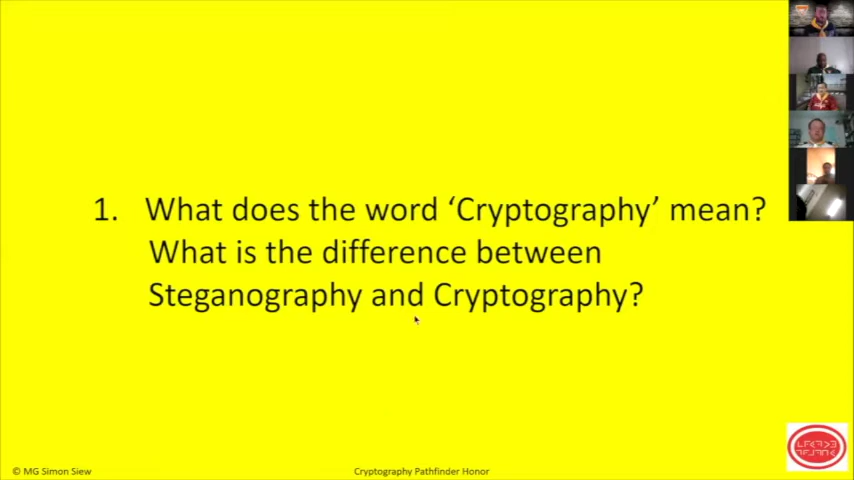 1. What does the word ‘Cryptography’ mean?
What is the difference between
Steganography and Cryptography?
© MG Simon Siew
Cryptography Pathfinder Honor